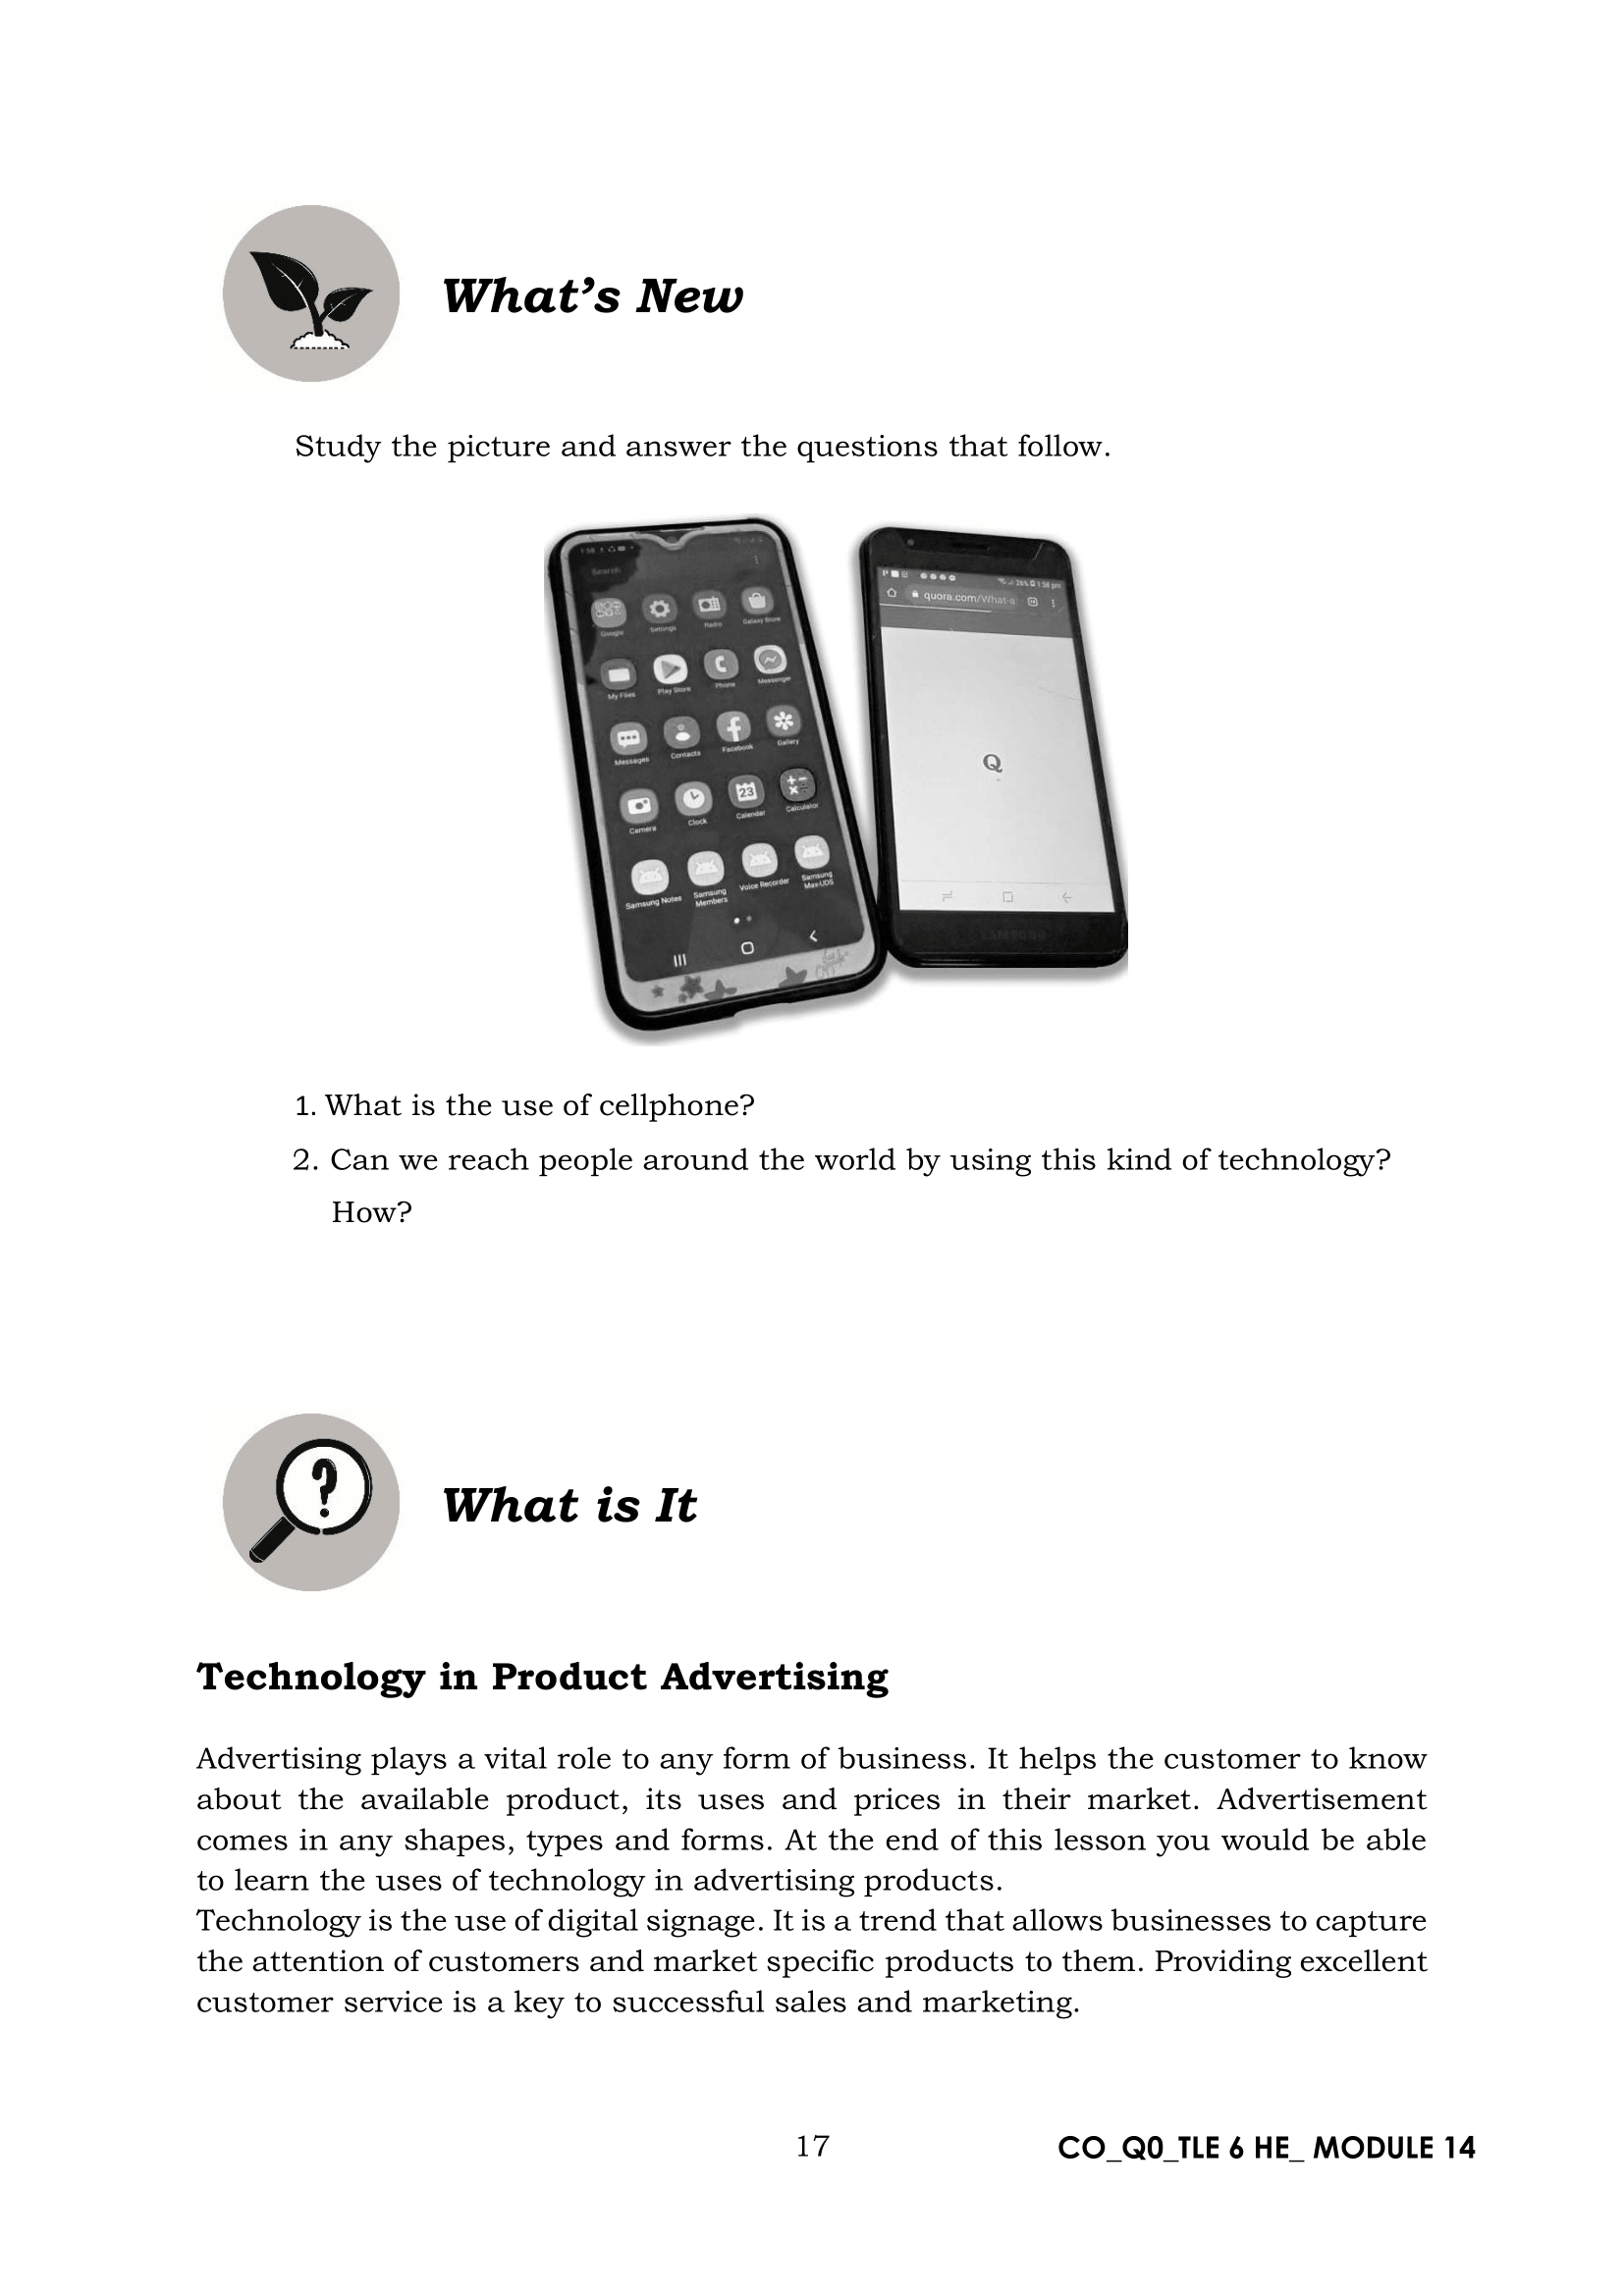 What's New
Study the picture and answer the questions that follow.
Search
Google Settings Radio Galaxy Store
My Files Play Store Phone Messenger
Messages Contacts Facebook Gallery
23
Camera Clock Calendar Calculator
Samsung Notes Samsung Members Voice Recorder Samsung Max-UDS
26% 1:58 pm
quora.com/What-a
Q
SAMSUNG
1. What is the use of cellphone?
2. Can we reach people around the world by using this kind of technology?
How?
?
What is It
Technology in Product Advertising
Advertising plays a vital role to any form of business. It helps the customer to know
about the available product, its uses and prices in their market. Advertisement
comes in any shapes, types and forms. At the end of this lesson you would be able
to learn the uses of technology in advertising products.
Technology is the use of digital signage. It is a trend that allows businesses to capture
the attention of customers and market specific products to them. Providing excellent
customer service is a key to successful sales and marketing.
17
CO_Q0_TLE 6 HE_ MODULE 14